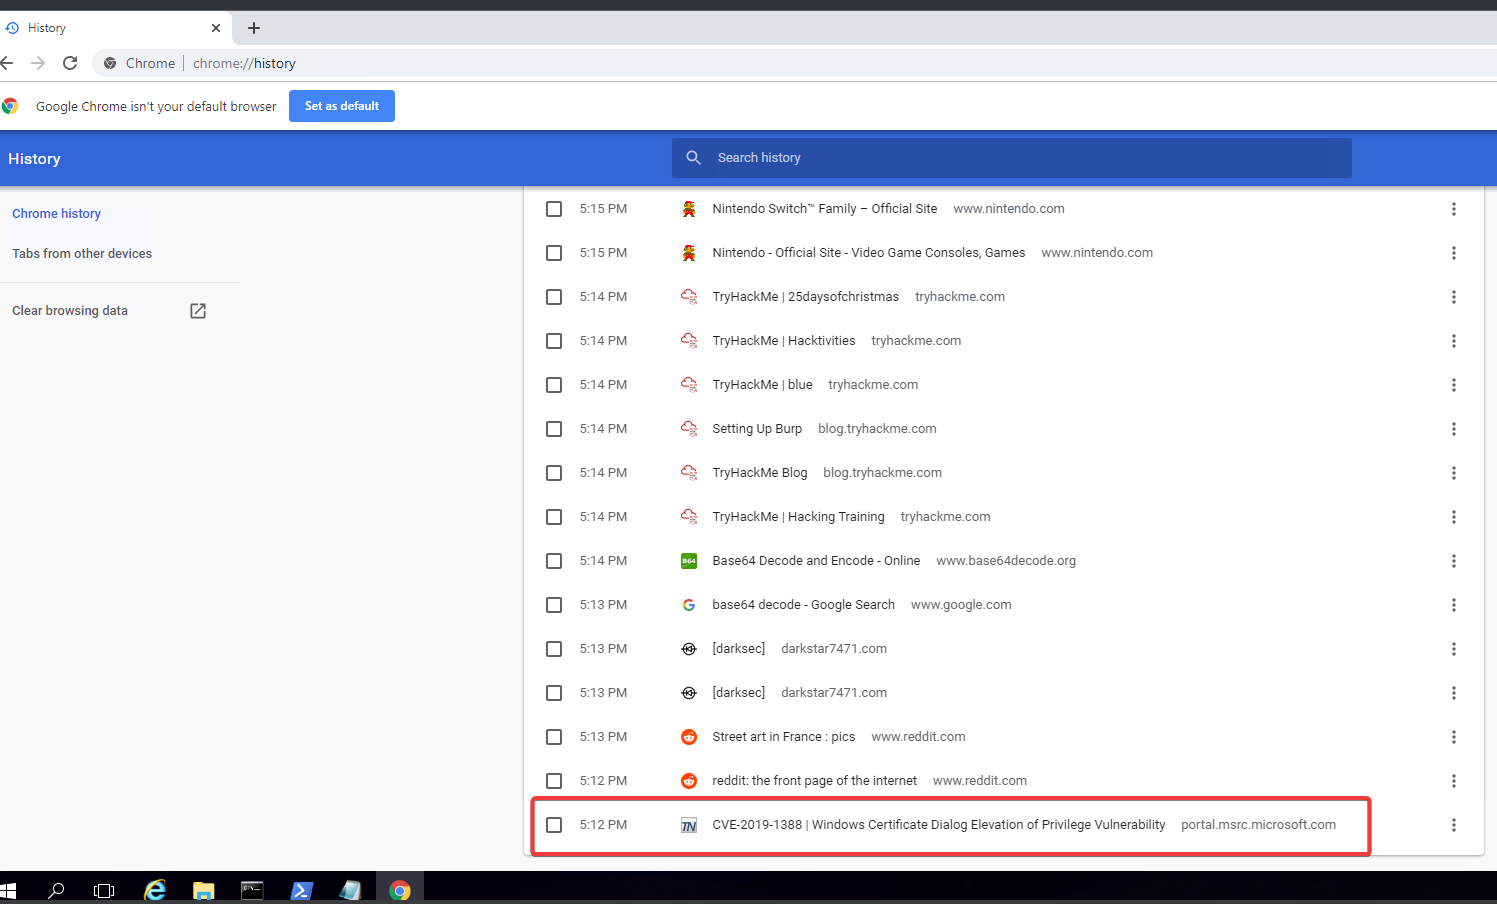 History
Chrome chrome://history
Google Chrome isn't your default browser Set as default
History Search history
Chrome history
Tabs from other devices
Clear browsing data
5:15 PM Nintendo Switch™ Family – Official Site www.nintendo.com
5:15 PM Nintendo - Official Site - Video Game Consoles, Games www.nintendo.com
5:14 PM TryHackMe | 25daysofchristmas tryhackme.com
5:14 PM TryHackMe | Hacktivities tryhackme.com
5:14 PM TryHackMe | blue tryhackme.com
5:14 PM Setting Up Burp blog.tryhackme.com
5:14 PM TryHackMe Blog blog.tryhackme.com
5:14 PM TryHackMe | Hacking Training tryhackme.com
5:14 PM B64 Base64 Decode and Encode - Online www.base64decode.org
5:13 PM base64 decode - Google Search www.google.com
5:13 PM [darksec] darkstar7471.com
5:13 PM [darksec] darkstar7471.com
5:13 PM Street art in France : pics www.reddit.com
5:12 PM reddit: the front page of the internet www.reddit.com
5:12 PM TN CVE-2019-1388 | Windows Certificate Dialog Elevation of Privilege Vulnerability portal.msrc.microsoft.com